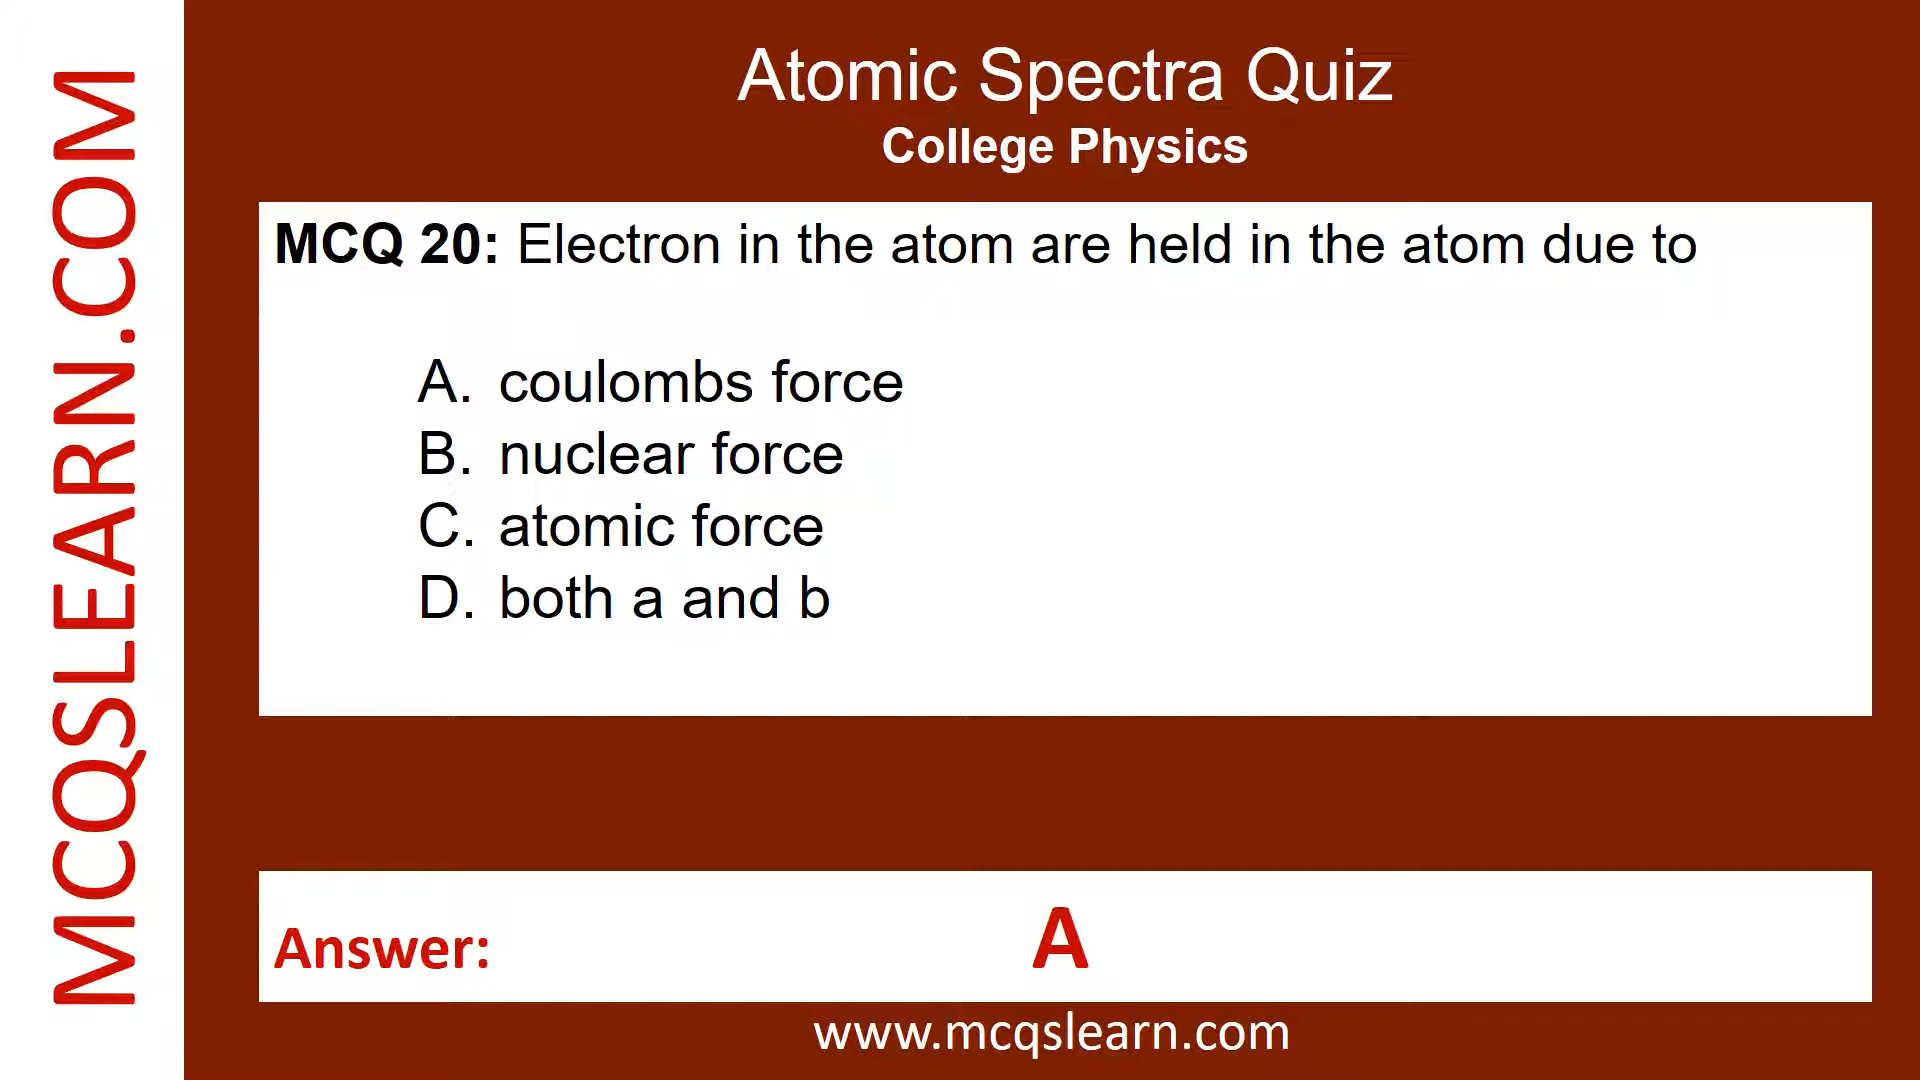 MCQSLEARN.COM
Atomic Spectra Quiz
College Physics
MCQ 20: Electron in the atom are held in the atom due to
A. coulombs force
B. nuclear force
C. atomic force
D. both a and b
Answer: A
www.mcqslearn.com